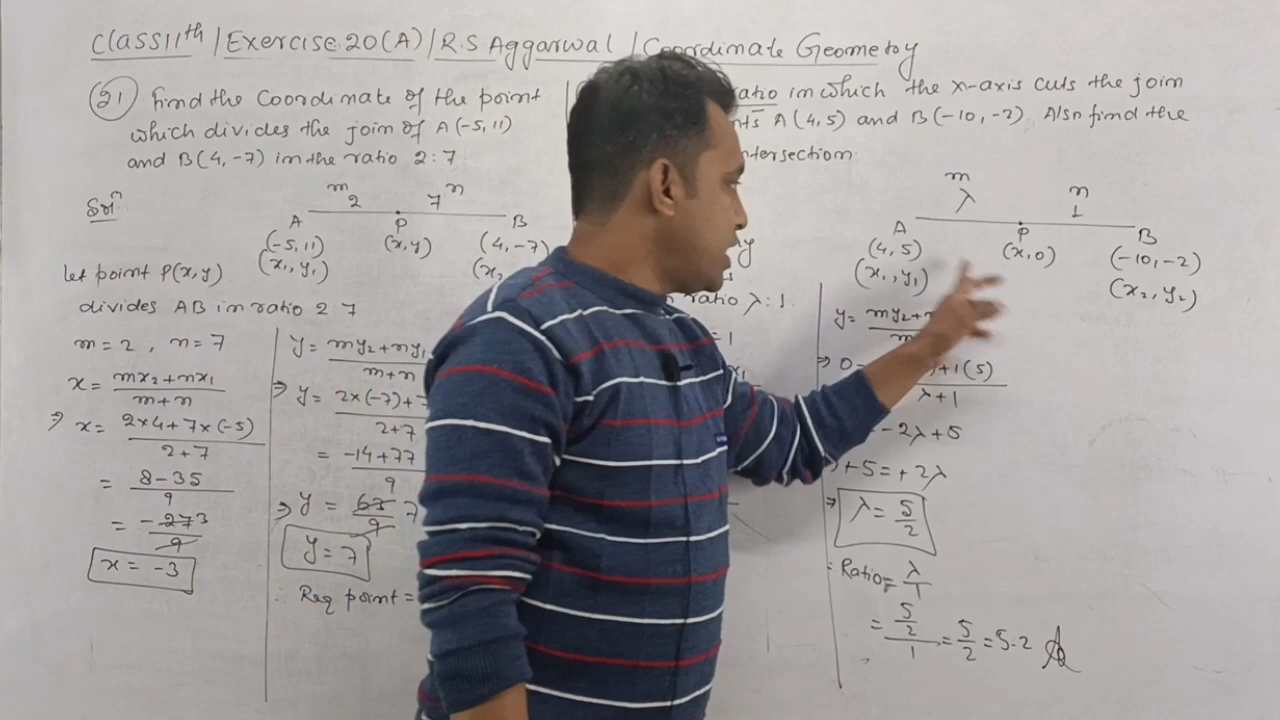 Class 11th / Exercise 20(A) / R.S Aggarwal / Coordinate Geometry
(21) Find the Coordinate of the point
which divides the join of A(-5, 11)
and B(4, -7) in the ratio 2:7
Solⁿ
m n
2 7
A P B
(-5, 11) (x, y) (4, -7)
(x₁, y₁) (x₂
let point P(x, y)
divides AB in ratio 2 7
m = 2 , n = 7
x = mx₂+nx₁ / m+n
⇒ x = 2×4+7×(-5) / 2+7
= 8-35 / 9
= -27 3 / 9
x = -3
y = my₂+ny₁ / m+n
⇒ y = 2×(-7)+7 / 2+7
= -14+77 / 9
⇒ y = 63 7 / 9
y = 7
∴ Req point =
ratio in which the x-axis cuts the join
A(4, 5) and B(-10, -2). Also find the
m n
λ 1
A P B
(4, 5) (x, 0) (-10, -2)
(x₁, y₁) (x₂, y₂)
ratio λ : 1.
= 1
x₁
y = my₂+
⇒ 0 = +1(5) / λ+1
-2λ+5
+5 = +2λ
⇒ λ = 5/2
∴ Ratio = λ/1
= 5/2 / 1 = 5/2 = 5:2